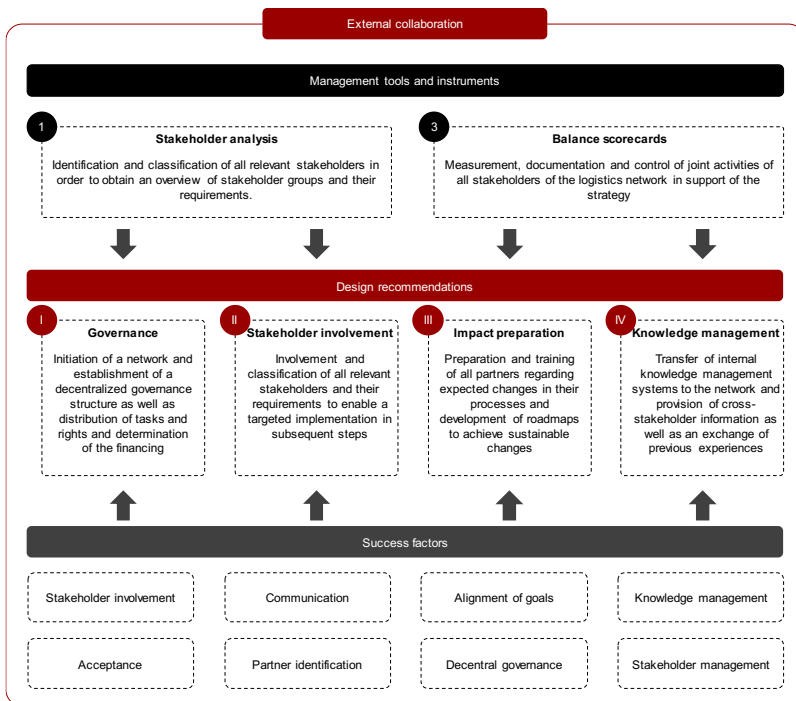 External collaboration
Management tools and instruments
1
Stakeholder analysis
Identification and classification of all relevant stakeholders in
order to obtain an overview of stakeholder groups and their
requirements.
3
Balance scorecards
Measurement, documentation and control of joint activities of
all stakeholders of the logistics network in support of the
strategy
Design recommendations
I
Governance
Initiation of a network and
establishment of a
decentralized governance
structure as well as
distribution of tasks and
rights and determination
of the financing
II
Stakeholder involvement
Involvement and
classification of all relevant
stakeholders and their
requirements to enable a
targeted implementation in
subsequent steps
III
Impact preparation
Preparation and training
of all partners regarding
expected changes in their
processes and
development of roadmaps
to achieve sustainable
changes
IV
Knowledge management
Transfer of internal
knowledge management
systems to the network and
provision of cross-
stakeholder information as
well as an exchange of
previous experiences
Success factors
Stakeholder involvement
Communication
Alignment of goals
Knowledge management
Acceptance
Partner identification
Decentral governance
Stakeholder management